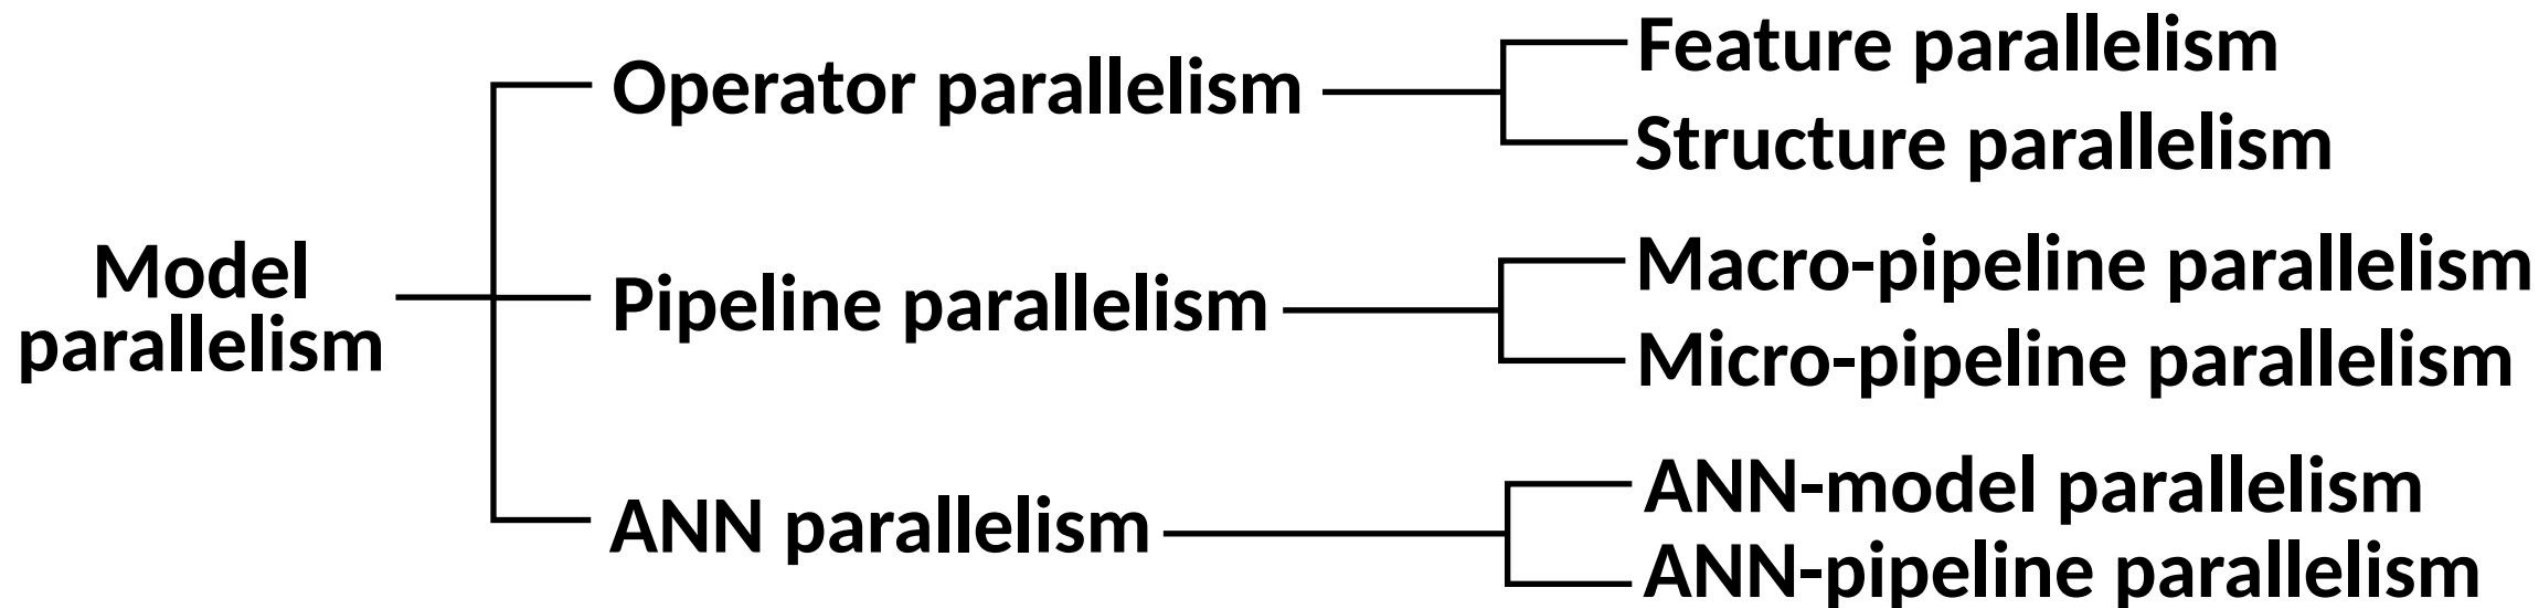 Model
parallelism
Operator parallelism
Feature parallelism
Structure parallelism
Pipeline parallelism
Macro-pipeline parallelism
Micro-pipeline parallelism
ANN parallelism
ANN-model parallelism
ANN-pipeline parallelism